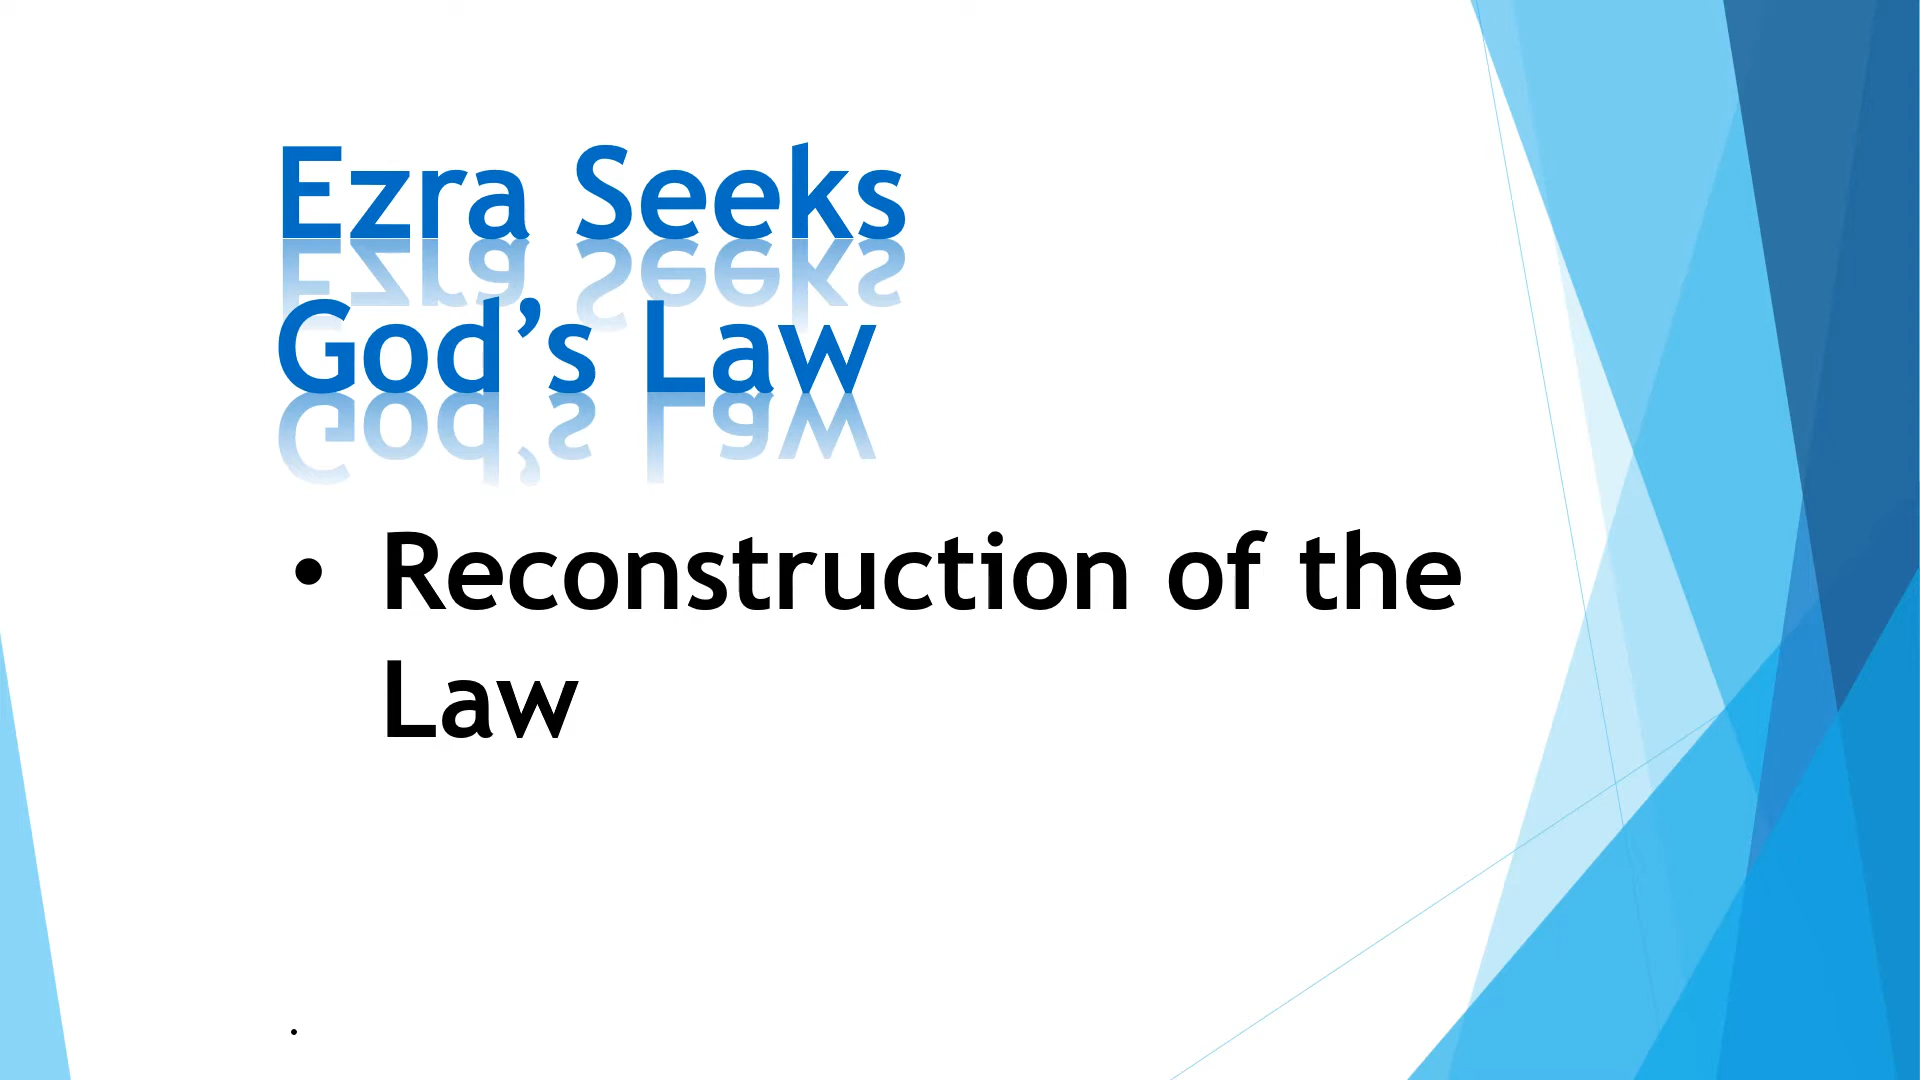 Ezra Seeks
God’s Law
• Reconstruction of the
Law
.